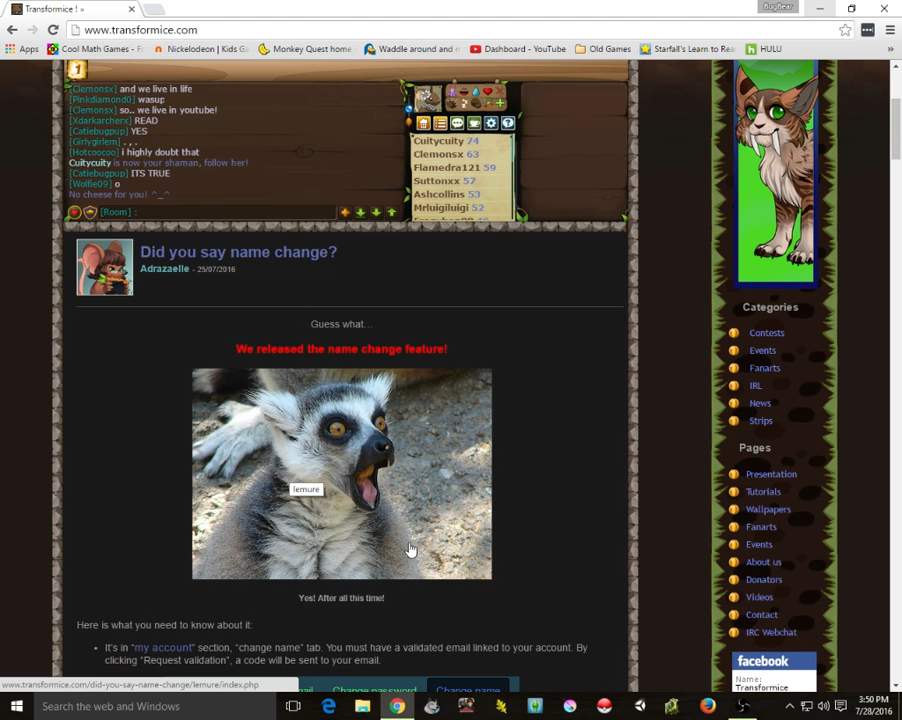 Transformice ! »
BugBear
www.transformice.com
Apps
Cool Math Games - F
Nickelodeon | Kids Ga
Monkey Quest home
Waddle around and m
Dashboard - YouTube
Old Games
Starfall's Learn to Rea
HULU
1
[Clemonsx] and we live in life
[Pinkdiamond0] wasup
[Clemonsx] so.. we live in youtube!
[Xdarkarcherx] READ
[Catiebugpup] YES
[Girlygirlem] . , .
[Hotcocoo] i highly doubt that
Cuitycuity is now your shaman, follow her!
[Catiebugpup] ITS TRUE
[Wolfie09] o
No cheese for you! ^_^
[Room] :
Cuitycuity 74
Clemonsx 63
Flamedra121 59
Suttonxx 57
Ashcollins 53
Mrluigiluigi 52
Did you say name change?
Adrazaelle - 25/07/2016
Guess what...
We released the name change feature!
lemure
Yes! After all this time!
Here is what you need to know about it:
• It's in "my account" section, "change name" tab. You must have a validated email linked to your account. By
clicking "Request validation", a code will be sent to your email.
Change password
Change name
Categories
Contests
Events
Fanarts
IRL
News
Strips
Pages
Presentation
Tutorials
Wallpapers
Fanarts
Events
About us
Donators
Videos
Contact
IRC Webchat
facebook
Name:
Transformice
www.transformice.com/did-you-say-name-change/lemure/index.php
Search the web and Windows
3:50 PM
7/28/2016